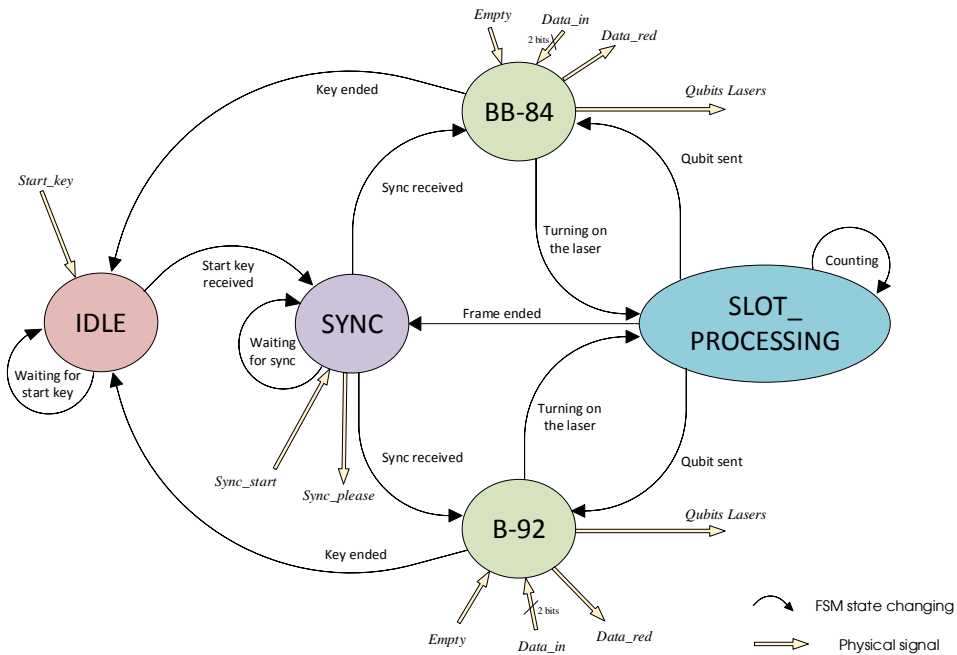 Empty
Data_in
2 bits
Data_red
BB-84
Qubits Lasers
Key ended
Sync received
Qubit sent
Start_key
Turning on
the laser
Start key
received
Counting
IDLE
SYNC
Frame ended
SLOT_
PROCESSING
Waiting
for sync
Waiting for
start key
Turning on
the laser
Sync received
Qubit sent
Sync_start
Sync_please
B-92
Qubits Lasers
Key ended
2 bits
Empty
Data_in
Data_red
FSM state changing
Physical signal